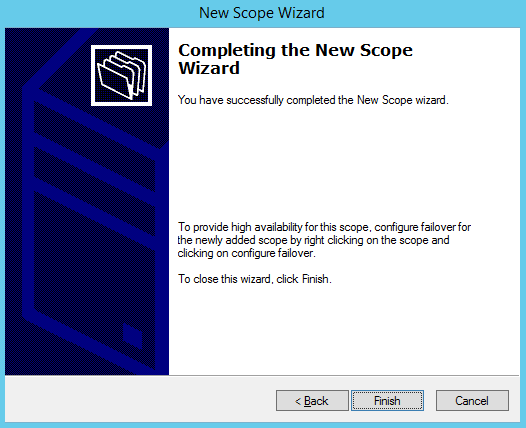 New Scope Wizard
Completing the New Scope
Wizard
You have successfully completed the New Scope wizard.
To provide high availability for this scope, configure failover for
the newly added scope by right clicking on the scope and
clicking on configure failover.
To close this wizard, click Finish.
< Back
Finish
Cancel